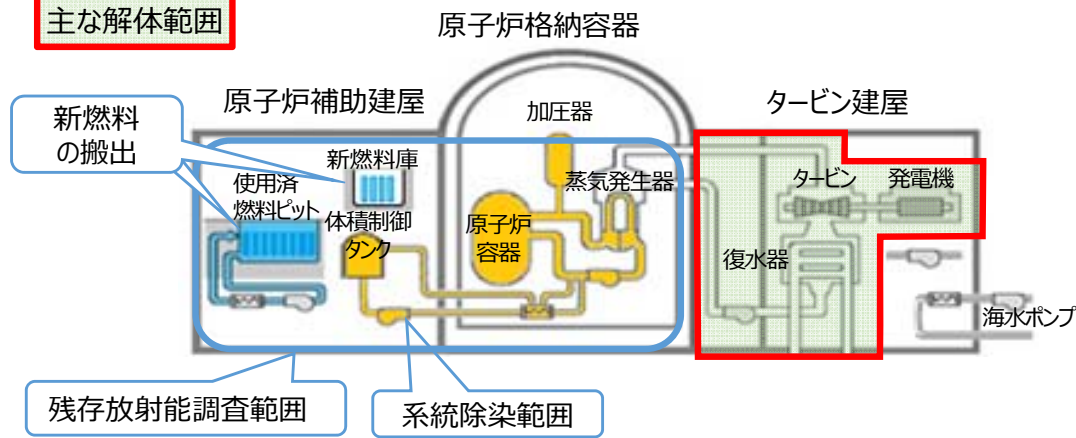 主な解体範囲
原子炉格納容器
原子炉補助建屋
タービン建屋
新燃料
の搬出
加圧器
新燃料庫
使用済
燃料ピット
蒸気発生器
タービン
発電機
体積制御
タンク
原子炉
容器
復水器
海水ポンプ
残存放射能調査範囲
系統除染範囲